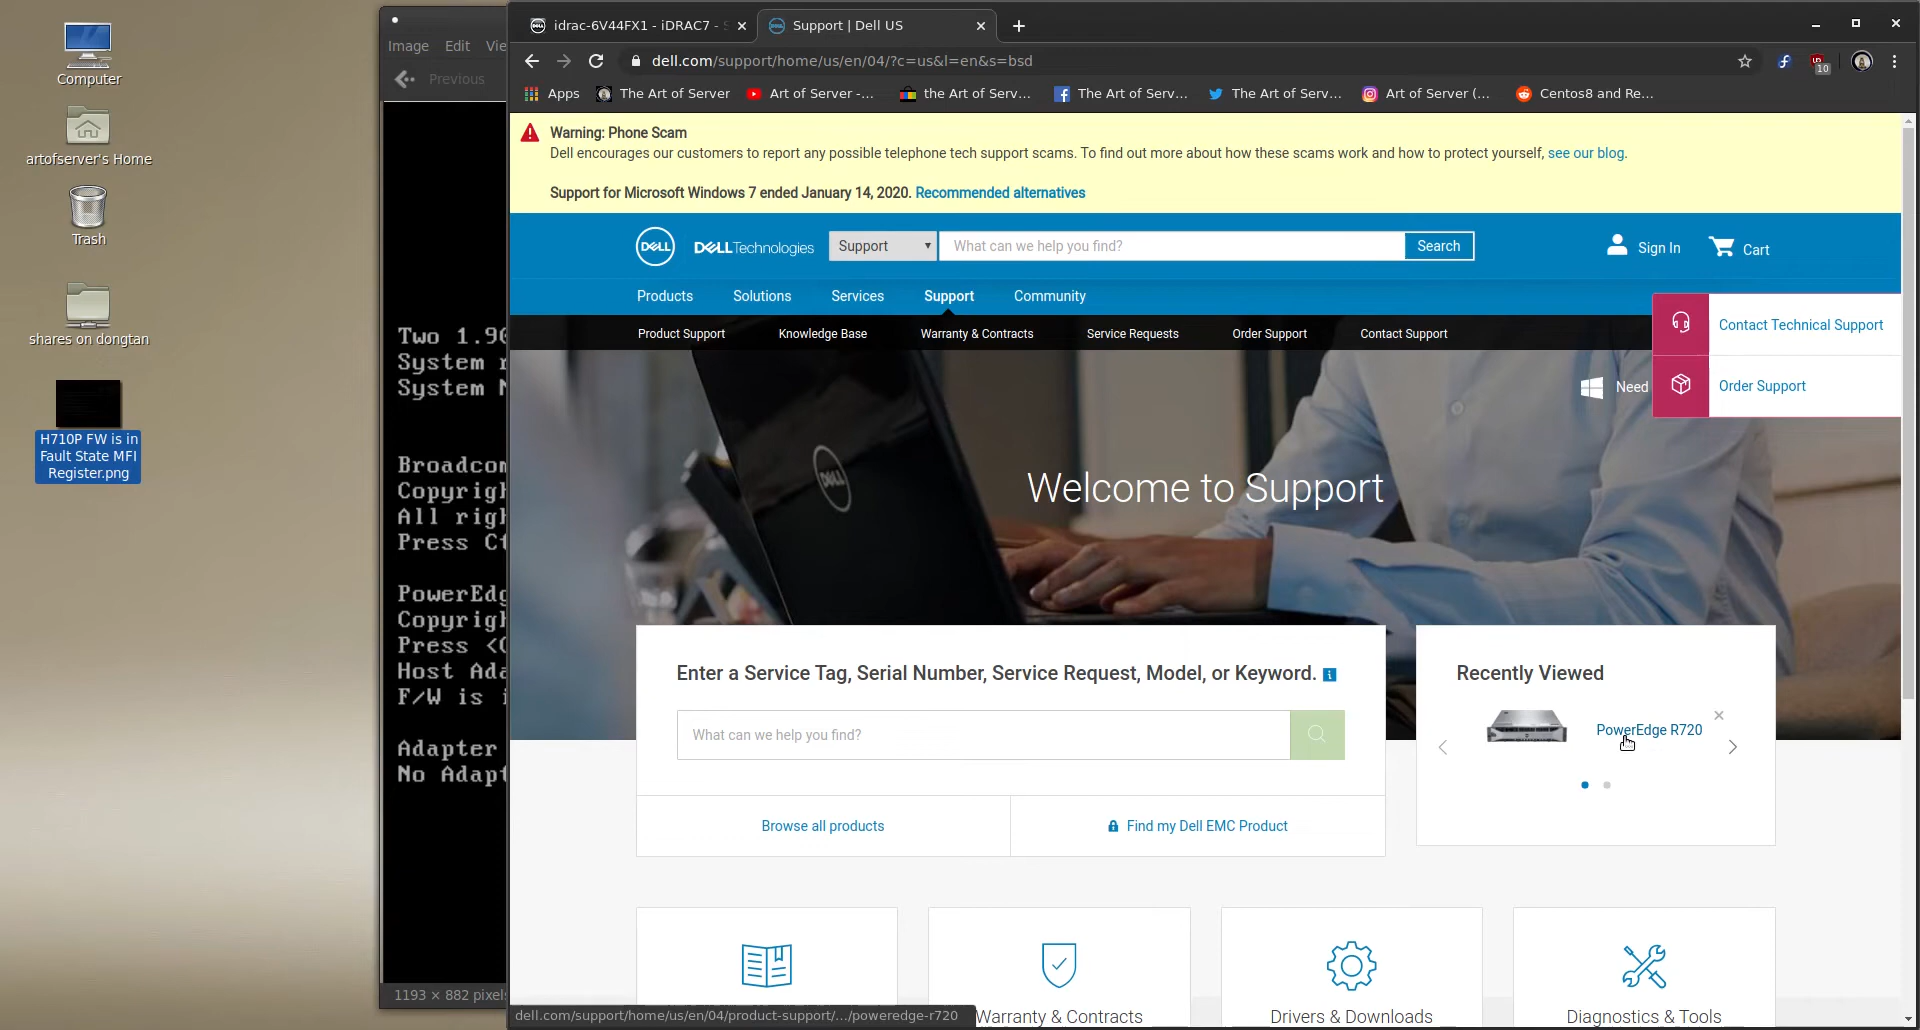 Computer
artofserver's Home
Trash
shares on dongtan
H710P FW is in
Fault State MFI
Register.png
Image Edit Vie
Previous
Two 1.90
System
System
Broadcom
Copyrigh
All righ
Press Ct
PowerEdg
Copyrigh
Press <C
Host Ada
F/W is i
Adapter
No Adapt
1193 × 882 pixels
idrac-6V44FX1 - iDRAC7 -
Support | Dell US
dell.com/support/home/us/en/04/?c=us&l=en&s=bsd
10
Apps The Art of Server Art of Server -... the Art of Serv... The Art of Serv... The Art of Serv... Art of Server (... Centos8 and Re...
Warning: Phone Scam
Dell encourages our customers to report any possible telephone tech support scams. To find out more about how these scams work and how to protect yourself, see our blog.
Support for Microsoft Windows 7 ended January 14, 2020. Recommended alternatives
DELL DELLTechnologies Support What can we help you find? Search Sign In Cart
Products Solutions Services Support Community
Product Support Knowledge Base Warranty & Contracts Service Requests Order Support Contact Support
Contact Technical Support
Need
Order Support
DELL
Welcome to Support
Enter a Service Tag, Serial Number, Service Request, Model, or Keyword.
What can we help you find?
Browse all products
Find my Dell EMC Product
Recently Viewed
PowerEdge R720
Warranty & Contracts
Drivers & Downloads
Diagnostics & Tools
dell.com/support/home/us/en/04/product-support/.../poweredge-r720